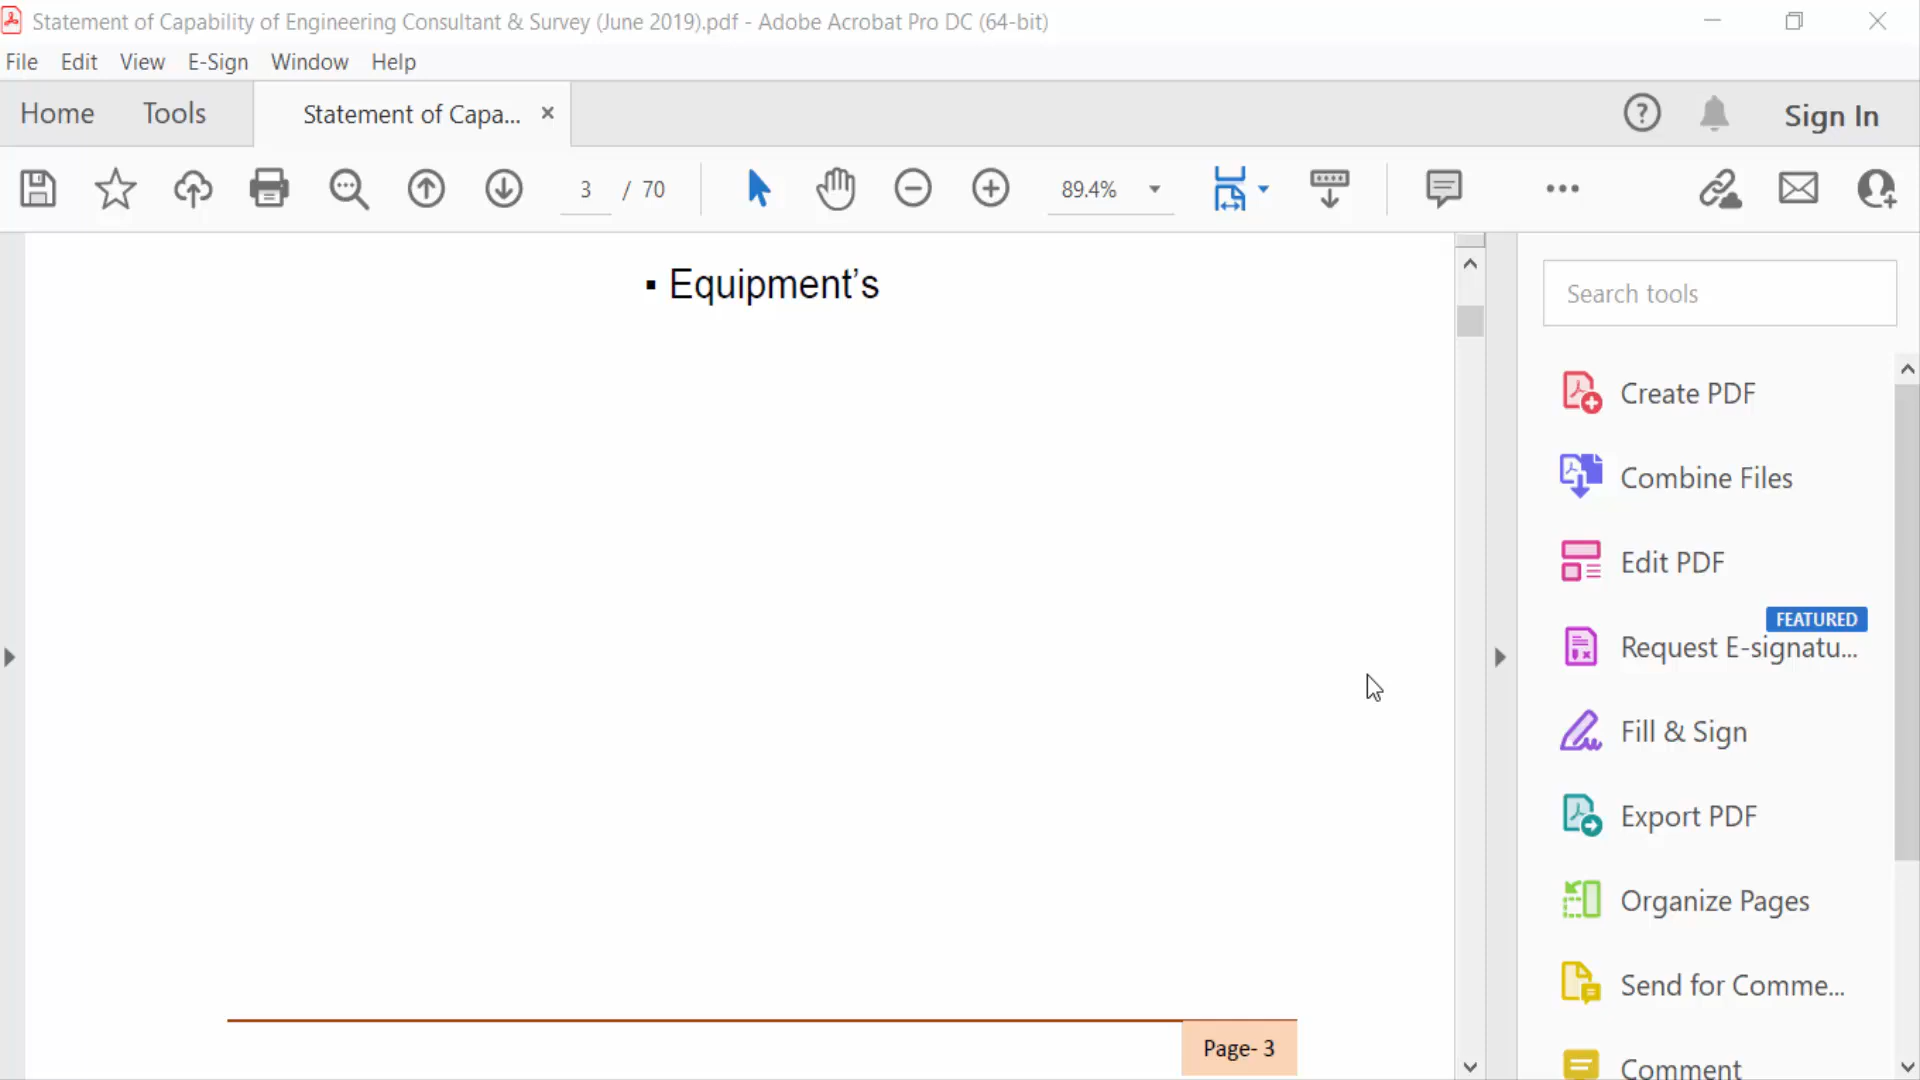 Statement of Capability of Engineering Consultant & Survey (June 2019).pdf - Adobe Acrobat Pro DC (64-bit)
File Edit View E-Sign Window Help
Home Tools Statement of Capa... × ? Sign In
3 / 70 89.4%
▪ Equipment’s
Search tools
Create PDF
Combine Files
Edit PDF
FEATURED
Request E-signatu...
Fill & Sign
Export PDF
Organize Pages
Send for Comme...
Comment
Page- 3